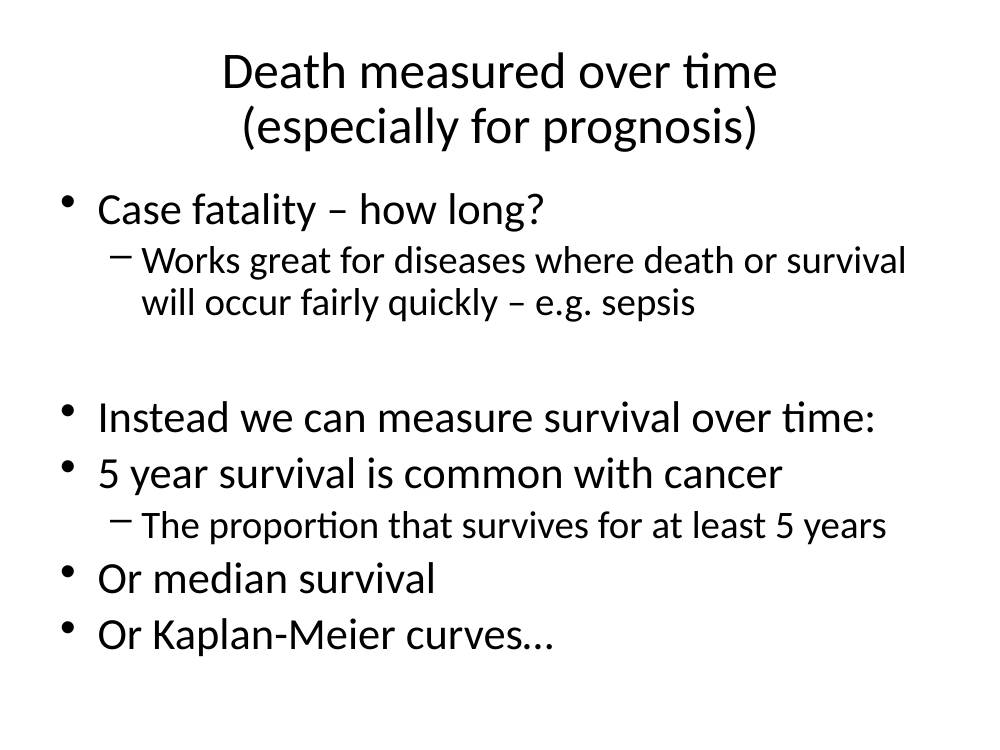 Death measured over time
(especially for prognosis)
• Case fatality – how long?
– Works great for diseases where death or survival
will occur fairly quickly – e.g. sepsis
• Instead we can measure survival over time:
• 5 year survival is common with cancer
– The proportion that survives for at least 5 years
• Or median survival
• Or Kaplan-Meier curves…